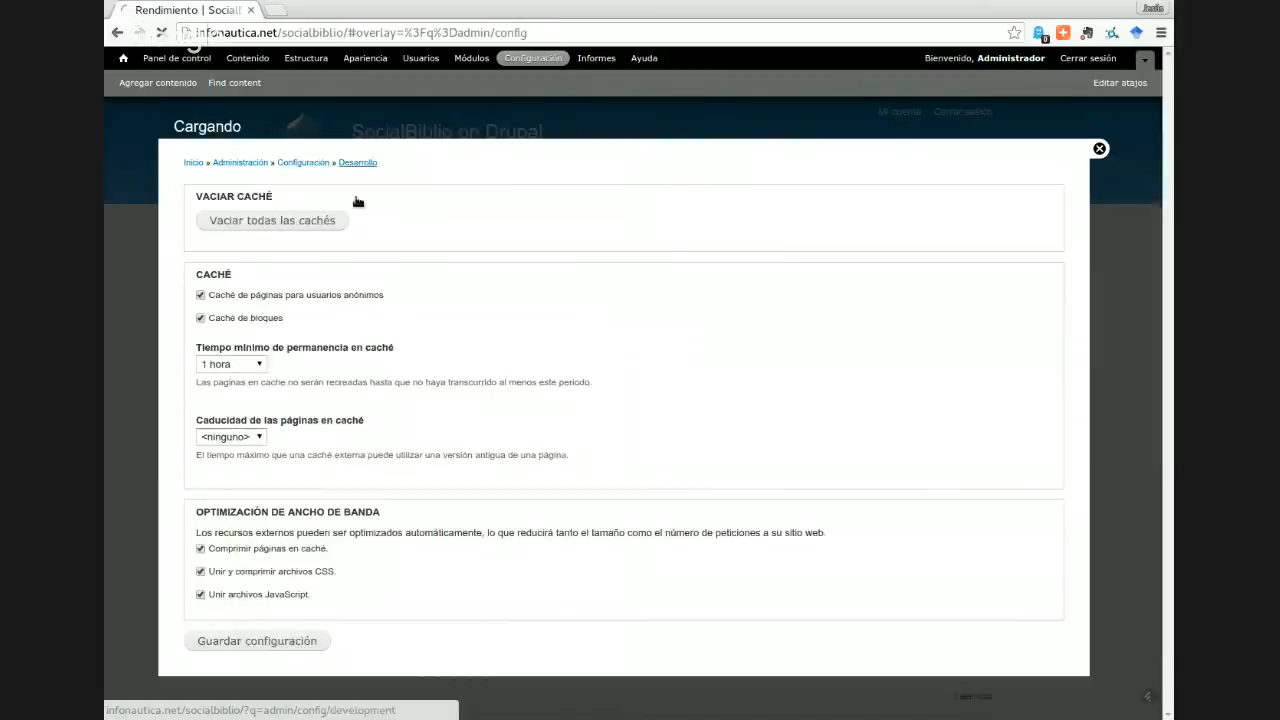 Rendimiento | Social
infonautica.net/socialbiblio/#overlay=%3Fq%3Dadmin/config
Panel de control Contenido Estructura Apariencia Usuarios Módulos Configuración Informes Ayuda Bienvenido, Administrador Cerrar sesión
Agregar contenido Find content Editar atajos
Mi cuenta Cerrar sesión
Cargando
SocialBiblio on Drupal
Inicio » Administración » Configuración » Desarrollo
VACIAR CACHÉ
Vaciar todas las cachés
CACHÉ
Caché de páginas para usuarios anónimos
Caché de bloques
Tiempo mínimo de permanencia en caché
1 hora
Las paginas en cache no serán recreadas hasta que no haya transcurrido al menos este periodo.
Caducidad de las páginas en caché
<ninguno>
El tiempo máximo que una caché externa puede utilizar una versión antigua de una página.
OPTIMIZACIÓN DE ANCHO DE BANDA
Los recursos externos pueden ser optimizados automáticamente, lo que reducirá tanto el tamaño como el número de peticiones a su sitio web.
Comprimir páginas en caché.
Unir y comprimir archivos CSS.
Unir archivos JavaScript.
Guardar configuración
infonautica.net/socialbiblio/?q=admin/config/development